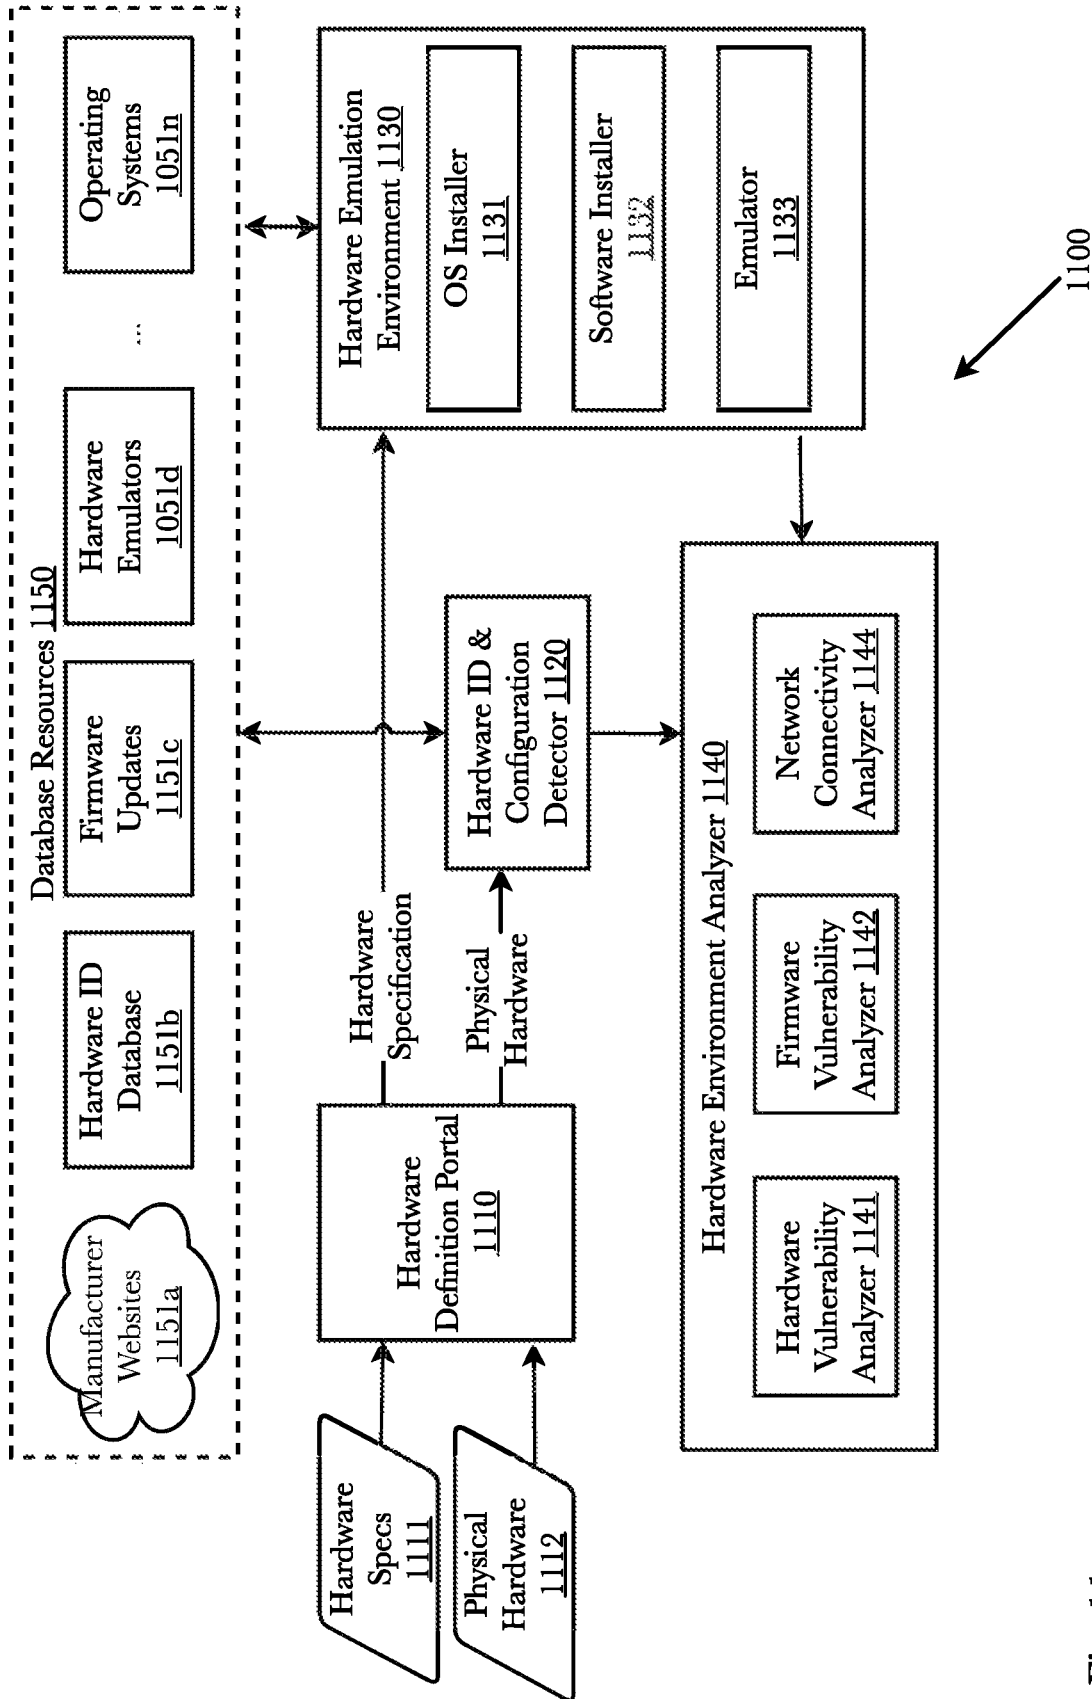 Database Resources 1150
Manufacturer
Websites
1151a
Hardware ID
Database
1151b
Firmware
Updates
1151c
Hardware
Emulators
1051d
...
Operating
Systems
1051n
Hardware
Specs
1111
Physical
Hardware
1112
Hardware
Definition Portal
1110
Hardware
Specification
Physical
Hardware
Hardware ID &
Configuration
Detector 1120
Hardware Emulation
Environment 1130
OS Installer
1131
Software Installer
1132
Emulator
1133
Hardware Environment Analyzer 1140
Hardware
Vulnerability
Analyzer 1141
Firmware
Vulnerability
Analyzer 1142
Network
Connectivity
Analyzer 1144
1100